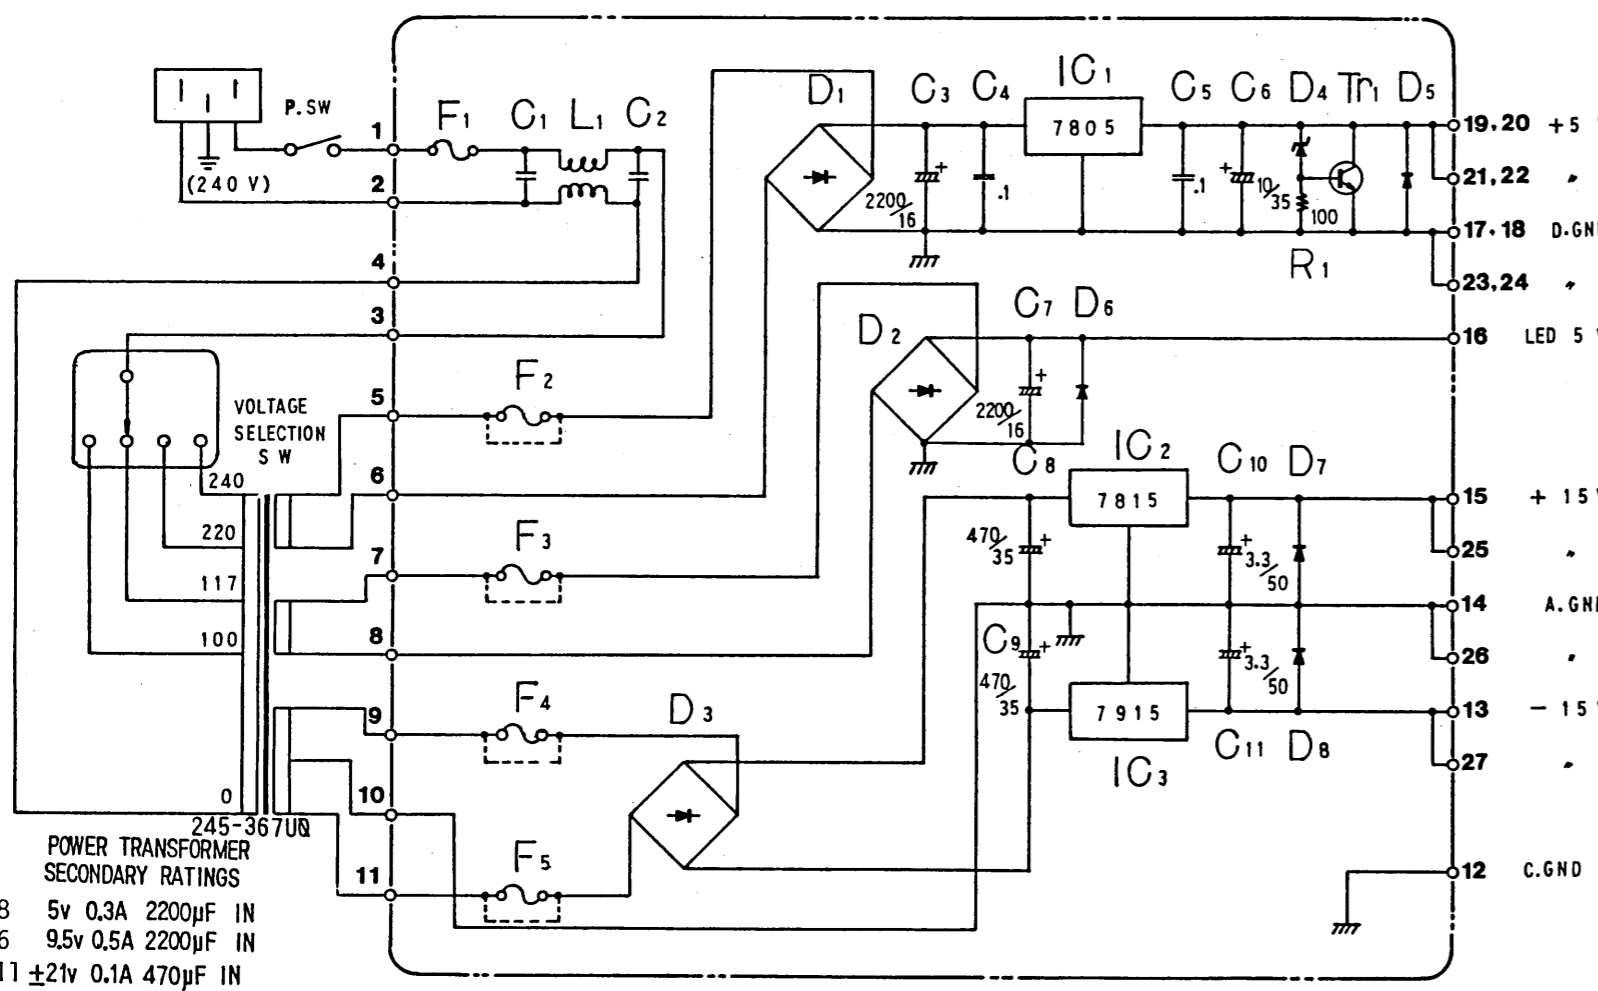 P.SW
(240 V)
1
2
4
3
5
6
7
8
9
10
11
F1
C1
L1
C2
D1
C3
C4
IC1
7805
C5
C6
D4
Tr1
D5
2200/16
.1
.1
10/35
100
R1
19,20 +5
21,22 〃
17·18 D.GN
23,24 〃
D2
C7
D6
2200/16
16 LED 5 V
VOLTAGE
SELECTION
SW
240
220
117
100
0
245-367UQ
F2
F3
F4
F5
D3
C8
IC2
7815
C10
D7
470/35
3.3/50
C9
470/35
7915
IC3
3.3/50
C11
D8
15 + 15V
25 〃
14 A.GN
26 〃
13 − 15V
27 〃
12 C.GND
POWER TRANSFORMER
SECONDARY RATINGS
8 5v 0.3A 2200µF IN
6 9.5v 0.5A 2200µF IN
11 ±21v 0.1A 470µF IN